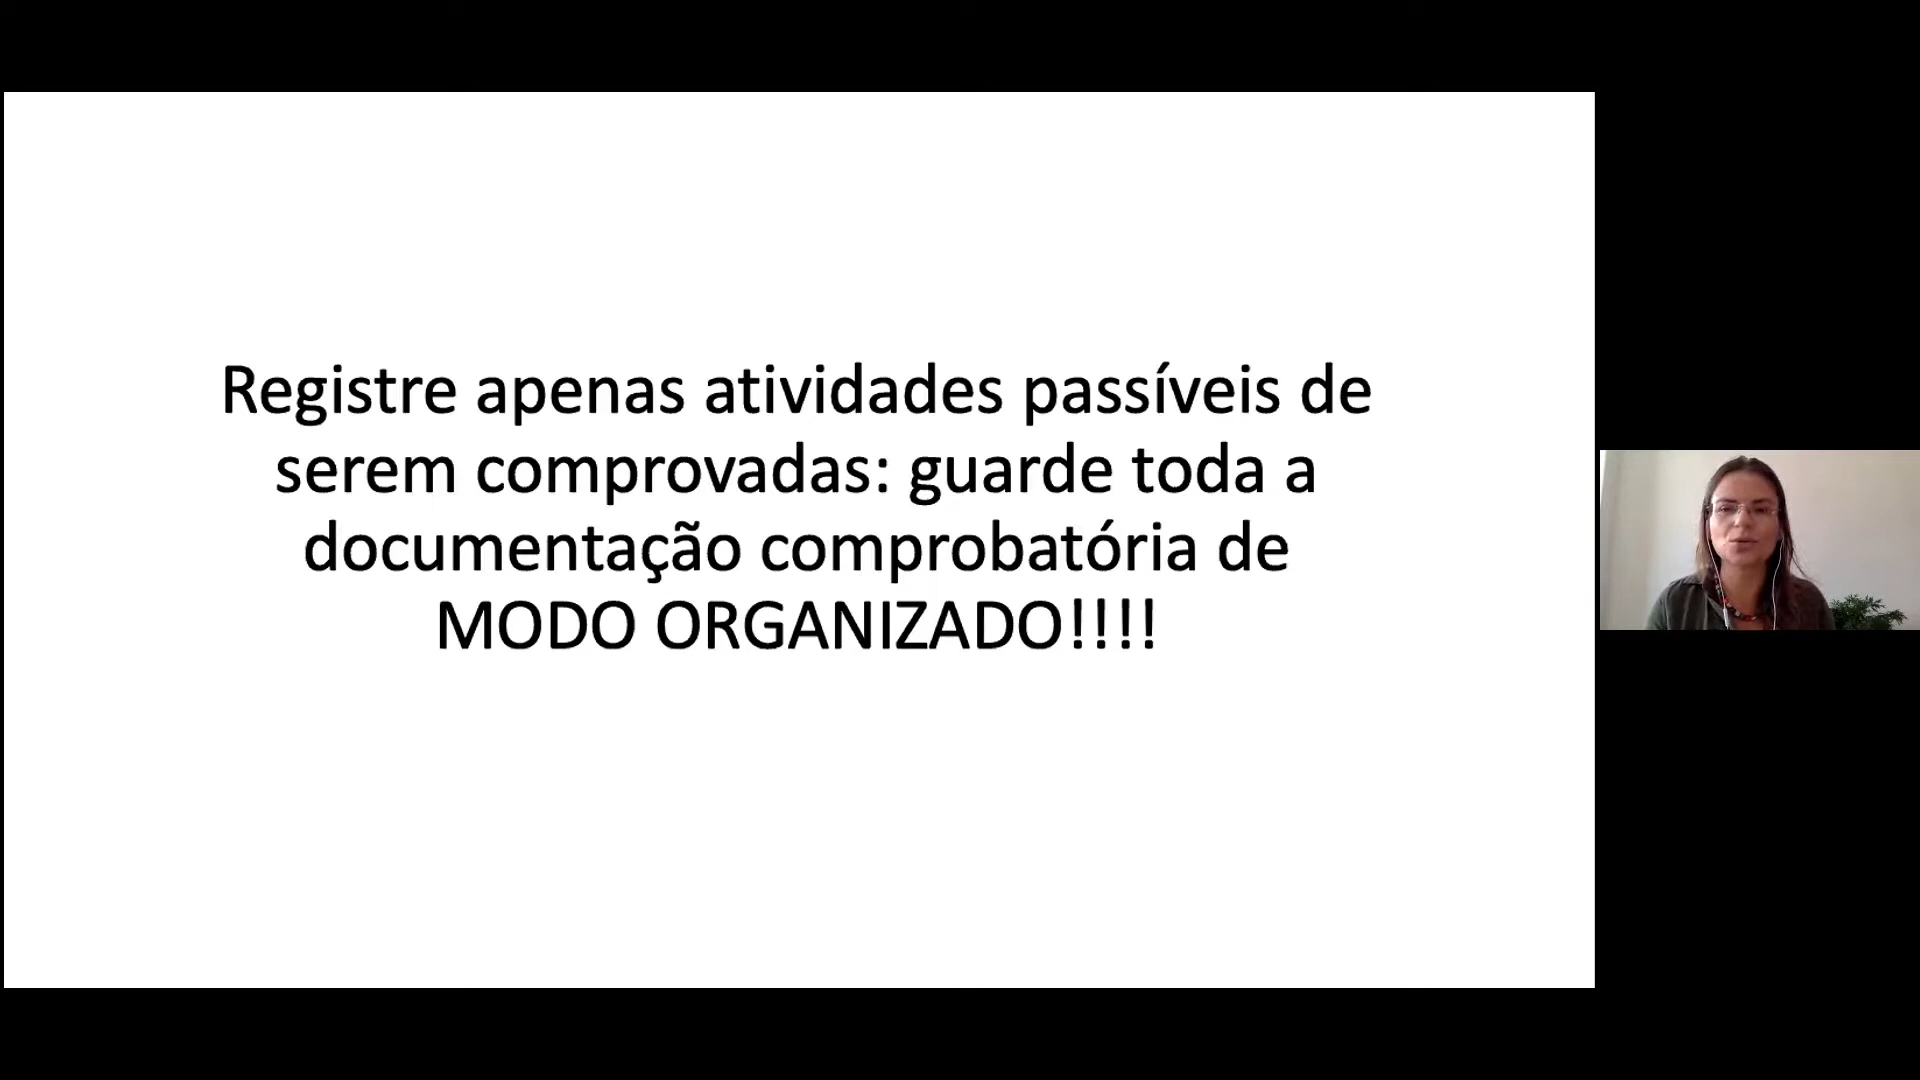 Registre apenas atividades passíveis de
serem comprovadas: guarde toda a
documentação comprobatória de
MODO ORGANIZADO!!!!